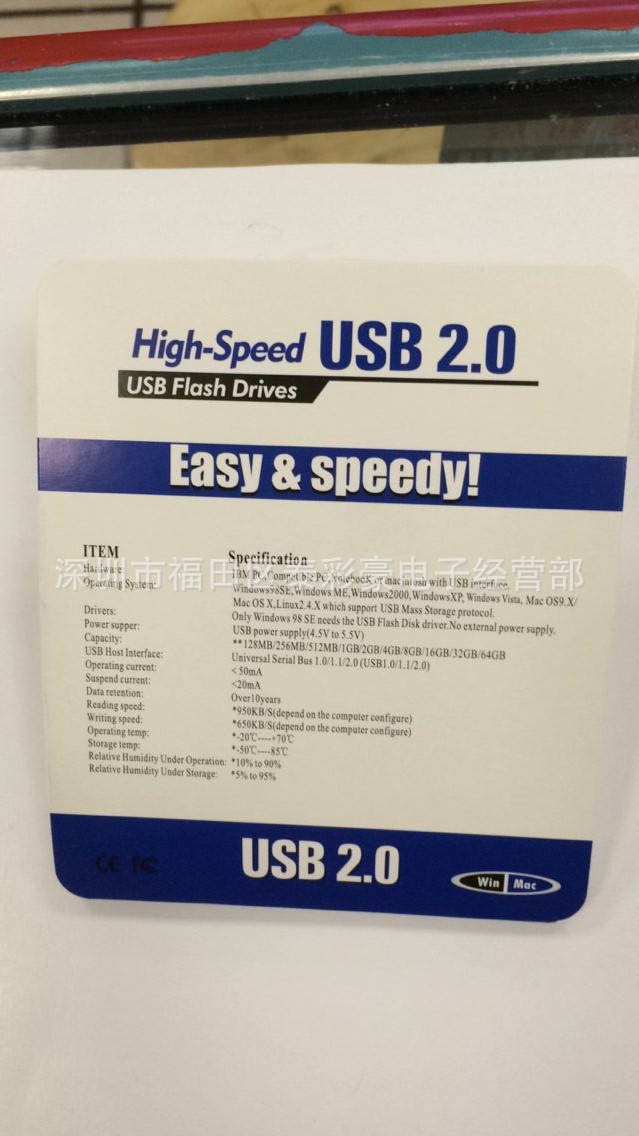 High-Speed USB 2.0
USB Flash Drives
Easy & speedy!
ITEM Specification
Hardware: IBM PC Compatible PC,notebook or macintosh with USB interface.
Operating System: Windows98SE,Windows ME,Windows2000,WindowsXP, Windows Vista, Mac OS9.X/
Mac OS X,Linux2.4.X which support USB Mass Storage protocol.
Drivers: Only Windows 98 SE needs the USB Flash Disk driver.No external power supply.
Power supper: USB power supply(4.5V to 5.5V)
Capacity: **128MB/256MB/512MB/1GB/2GB/4GB/8GB/16GB/32GB/64GB
USB Host Interface: Universal Serial Bus 1.0/1.1/2.0 (USB1.0/1.1/2.0)
Operating current: <50mA
Suspend current: <20mA
Data retention: Over10years
Reading speed: *950KB/S(depend on the computer configure)
Writing speed: *650KB/S(depend on the computer configure)
Operating temp: *-20℃----+70℃
Storage temp: *-50℃----85℃
Relative Humidity Under Operation: *10% to 90%
Relative Humidity Under Storage: *5% to 95%
深圳市福田区泰彩豪电子经营部
CE FC USB 2.0 Win Mac